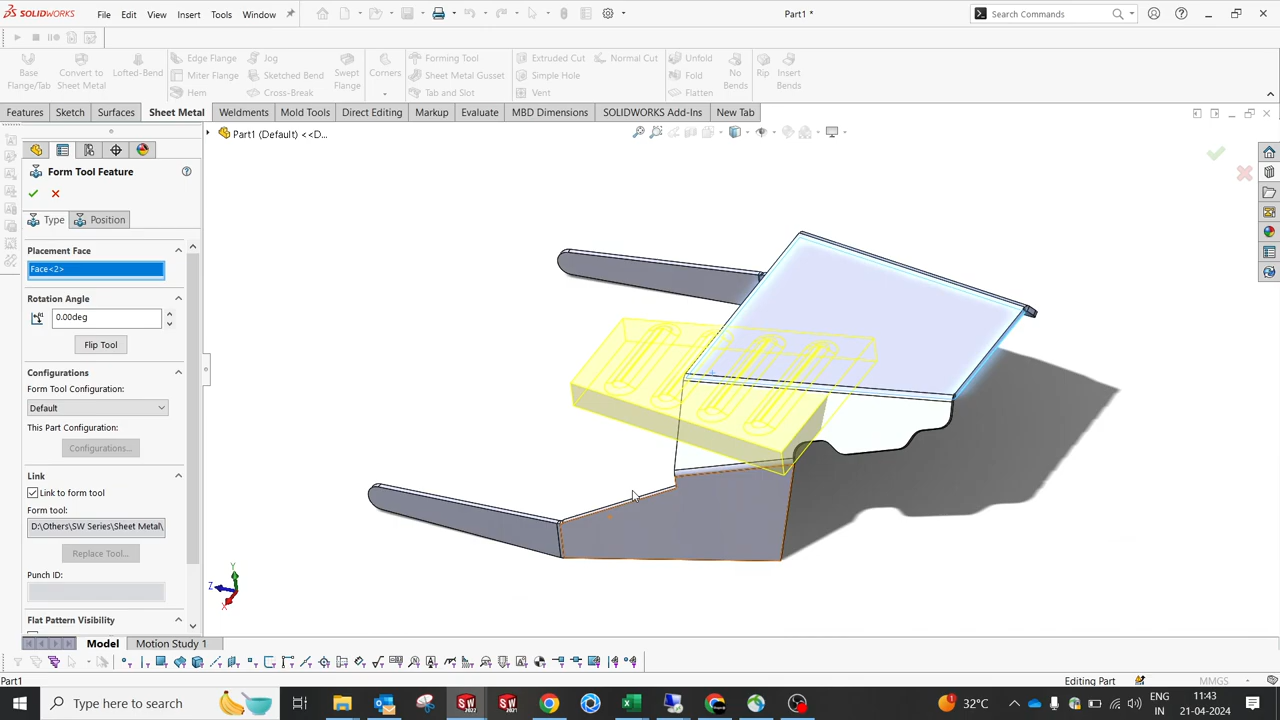 SOLIDWORKS File Edit View Insert Tools Window Part1 * Search Commands
Base Flange/Tab Convert to Sheet Metal Lofted-Bend Edge Flange Miter Flange Hem Jog Sketched Bend Cross-Break Swept Flange Corners Forming Tool Sheet Metal Gusset Tab and Slot Extruded Cut Simple Hole Vent Normal Cut Unfold Fold Flatten No Bends Rip Insert Bends
Features Sketch Surfaces Sheet Metal Weldments Mold Tools Direct Editing Markup Evaluate MBD Dimensions SOLIDWORKS Add-Ins New Tab
Part1 (Default) <<D...
Form Tool Feature
Type Position
Placement Face
Face<2>
Rotation Angle
0.00deg
Flip Tool
Configurations
Form Tool Configuration:
Default
This Part Configuration:
Configurations...
Link
Link to form tool
Form tool:
D:\Others\SW Series\Sheet Metal\
Replace Tool...
Punch ID:
Flat Pattern Visibility
Y
Z
X
Model Motion Study 1
Part1 Editing Part MMGS
Type here to search 32°C ENG 11:43
IN 21-04-2024